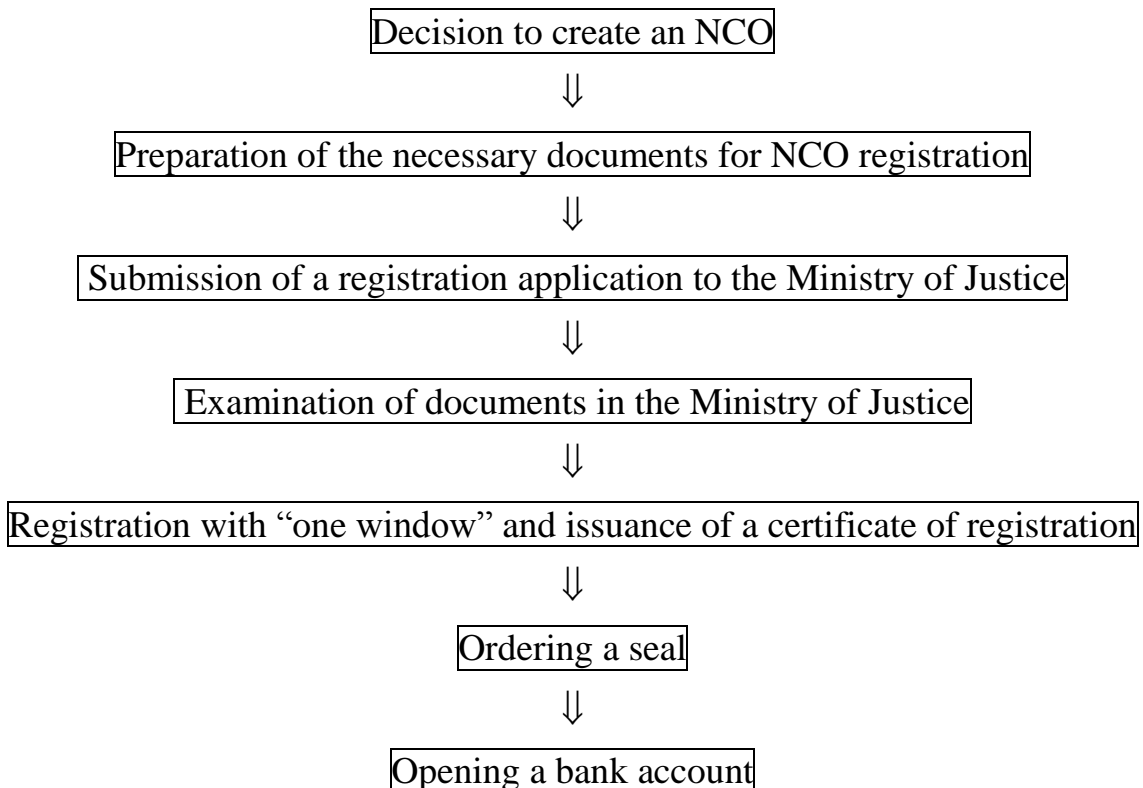 Decision to create an NCO
⇓
Preparation of the necessary documents for NCO registration
⇓
Submission of a registration application to the Ministry of Justice
⇓
Examination of documents in the Ministry of Justice
⇓
Registration with “one window” and issuance of a certificate of registration
⇓
Ordering a seal
⇓
Opening a bank account